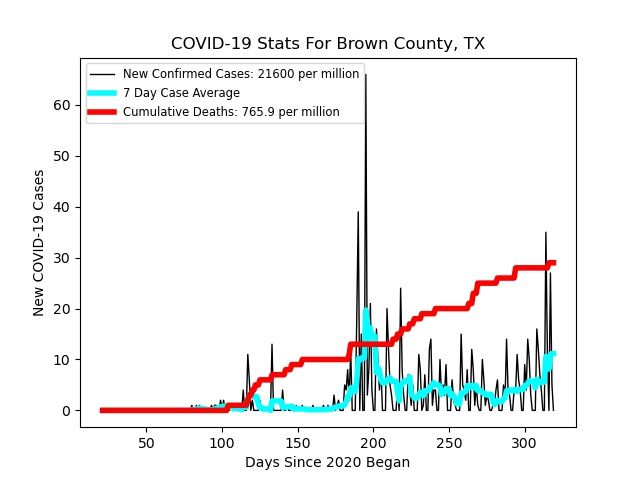 COVID-19 Stats For Brown County, TX
New Confirmed Cases: 21600 per million
7 Day Case Average
Cumulative Deaths: 765.9 per million
New COVID-19 Cases
60
50
40
30
20
10
0
50 100 150 200 250 300
Days Since 2020 Began